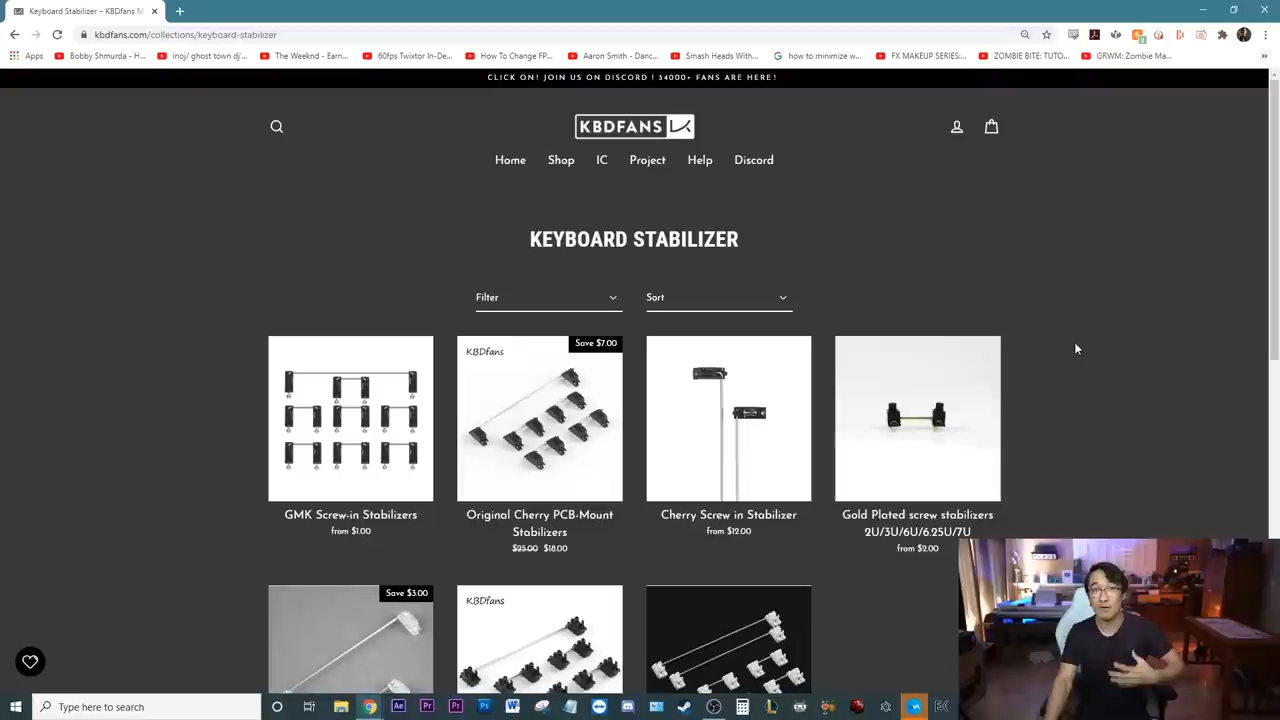 Keyboard Stabilizer – KBDfans M
kbdfans.com/collections/keyboard-stabilizer
Apps
Bobby Shmurda - H...
inoj/ ghost town dj'...
The Weeknd - Earn...
60fps Twixtor In-De...
How To Change FP...
Aaron Smith - Danc...
Smash Heads With...
how to minimize w...
FX MAKEUP SERIES:...
ZOMBIE BITE: TUTO...
GRWM: Zombie Ma...
CLICK ON! JOIN US ON DISCORD ! 34000+ FANS ARE HERE!
KBDFANS
Home Shop IC Project Help Discord
KEYBOARD STABILIZER
Filter
Sort
KBDfans
Save $7.00
GMK Screw-in Stabilizers
from $1.00
Original Cherry PCB-Mount
Stabilizers
$25.00 $18.00
Cherry Screw in Stabilizer
from $12.00
Gold Plated screw stabilizers
2U/3U/6U/6.25U/7U
from $2.00
Save $3.00
KBDfans
Type here to search